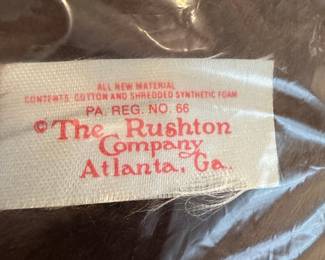 ALL NEW MATERIAL
CONTENTS: COTTON AND SHREDDED SYNTHETIC FOAM
PA. REG. NO. 66
© The Rushton
Company
Atlanta, Ga.